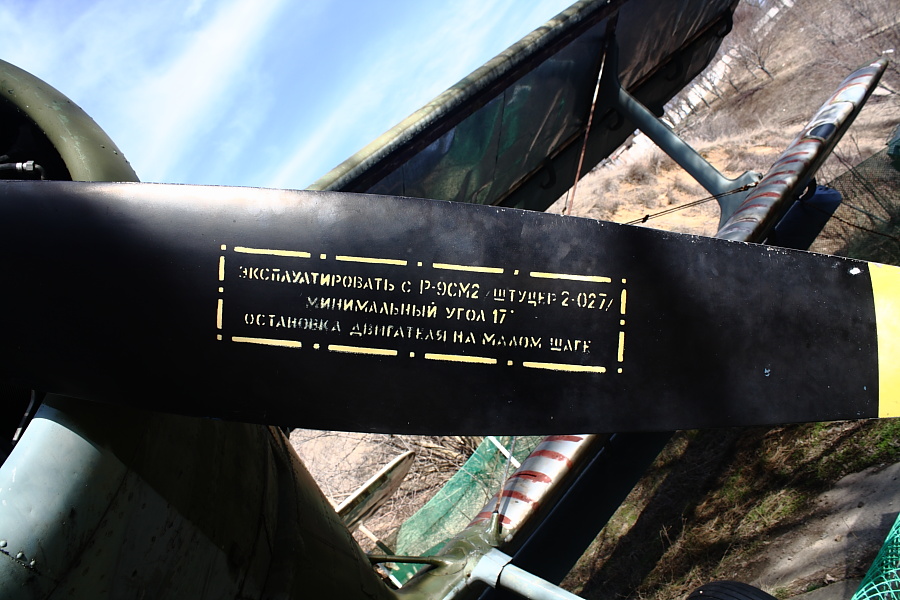 ЭКСПЛУАТИРОВАТЬ С Р-9СМ2 /ШТУЦЕР 2-027/
МИНИМАЛЬНЫЙ УГОЛ 17°
ОСТАНОВКА ДВИГАТЕЛЯ НА МАЛОМ ШАГЕ